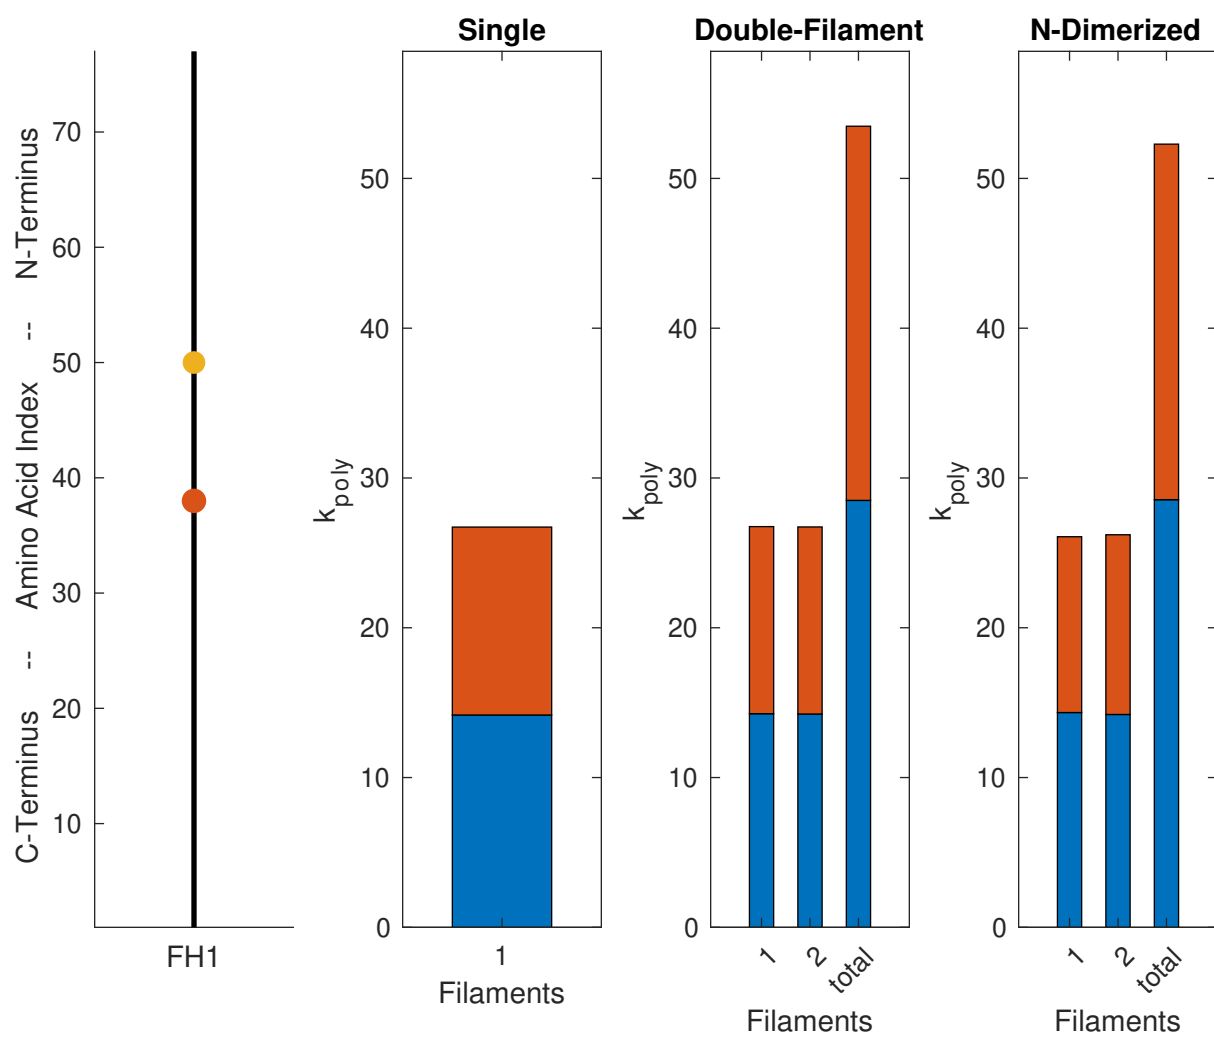 Single
Double-Filament
N-Dimerized
C-Terminus -- Amino Acid Index -- N-Terminus
70
60
50
40
30
20
10
FH1
k_poly
50
40
30
20
10
0
1
Filaments
k_poly
50
40
30
20
10
0
1
2
total
Filaments
k_poly
50
40
30
20
10
0
1
2
total
Filaments